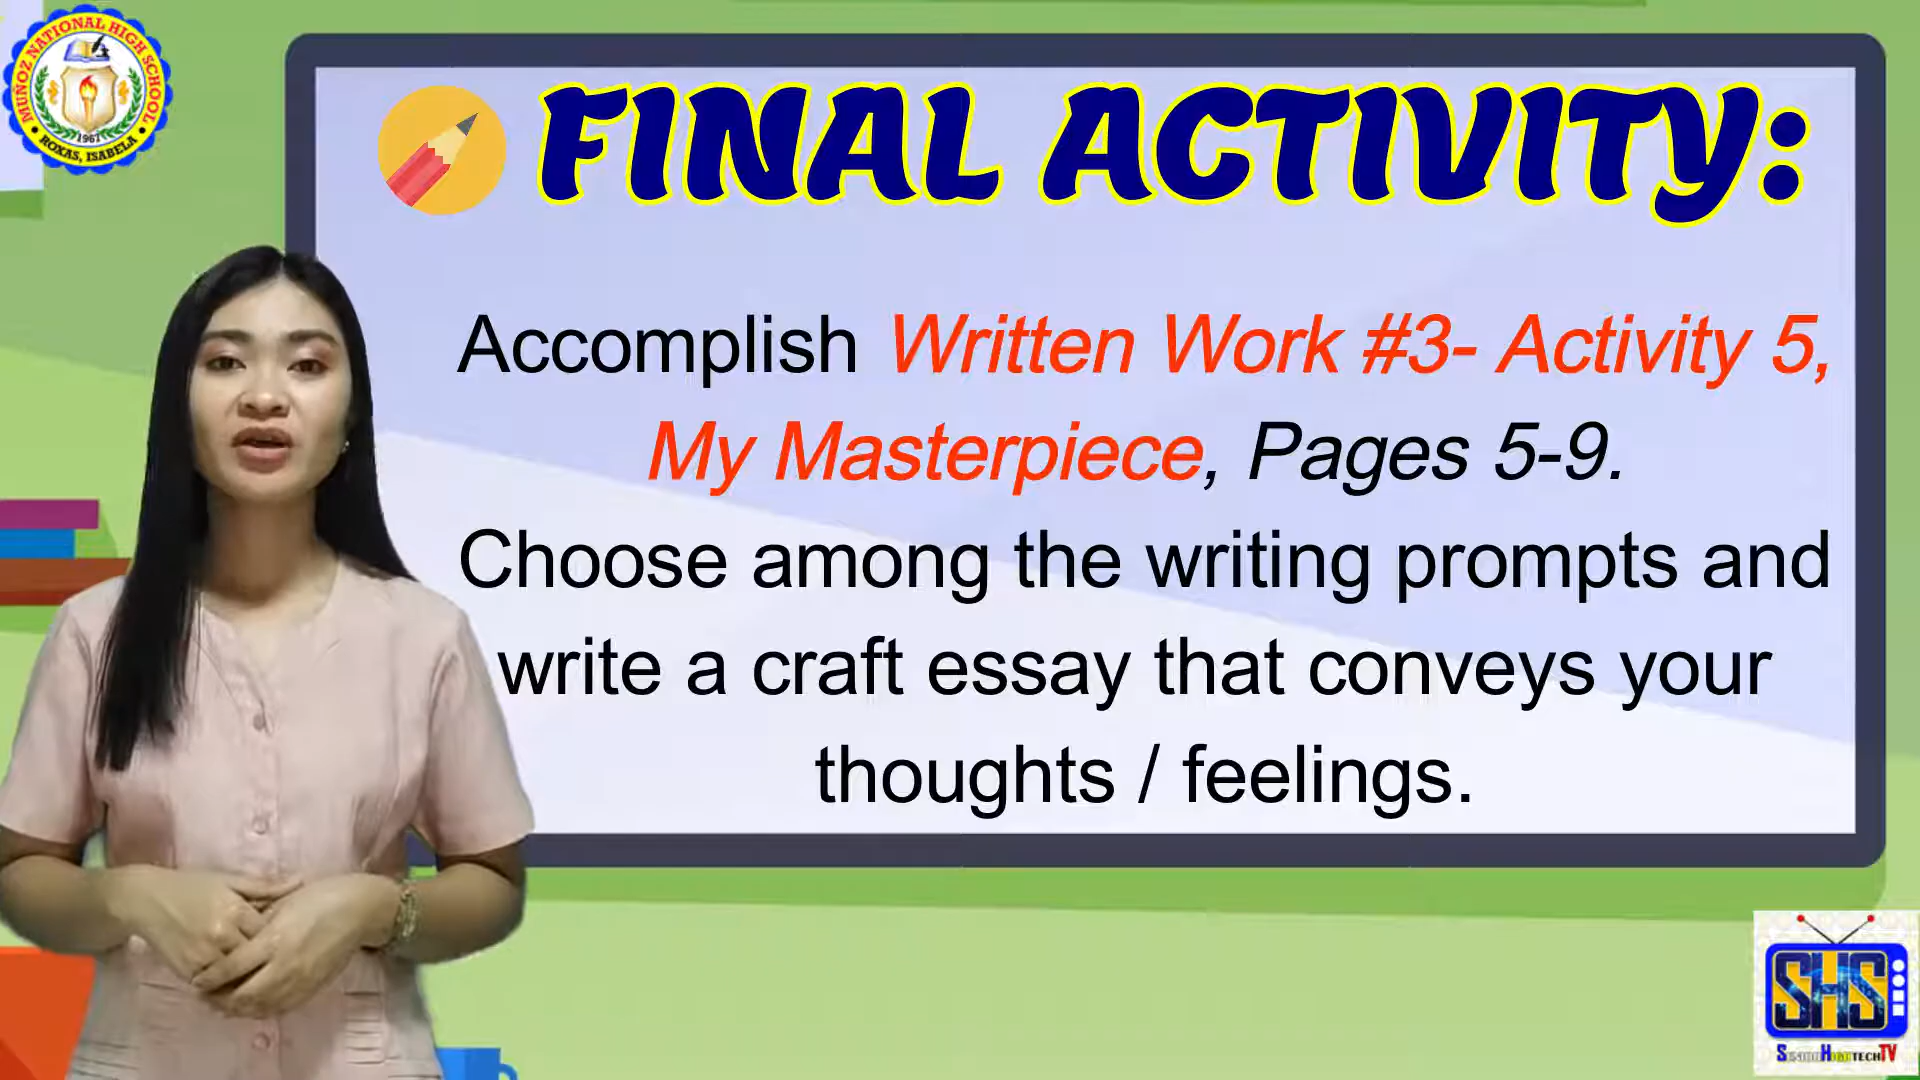 MUÑOZ NATIONAL HIGH SCHOOL
1967
ROXAS, ISABELA
FINAL ACTIVITY:
Accomplish Written Work #3- Activity 5,
My Masterpiece, Pages 5-9.
Choose among the writing prompts and
write a craft essay that conveys your
thoughts / feelings.
SHS